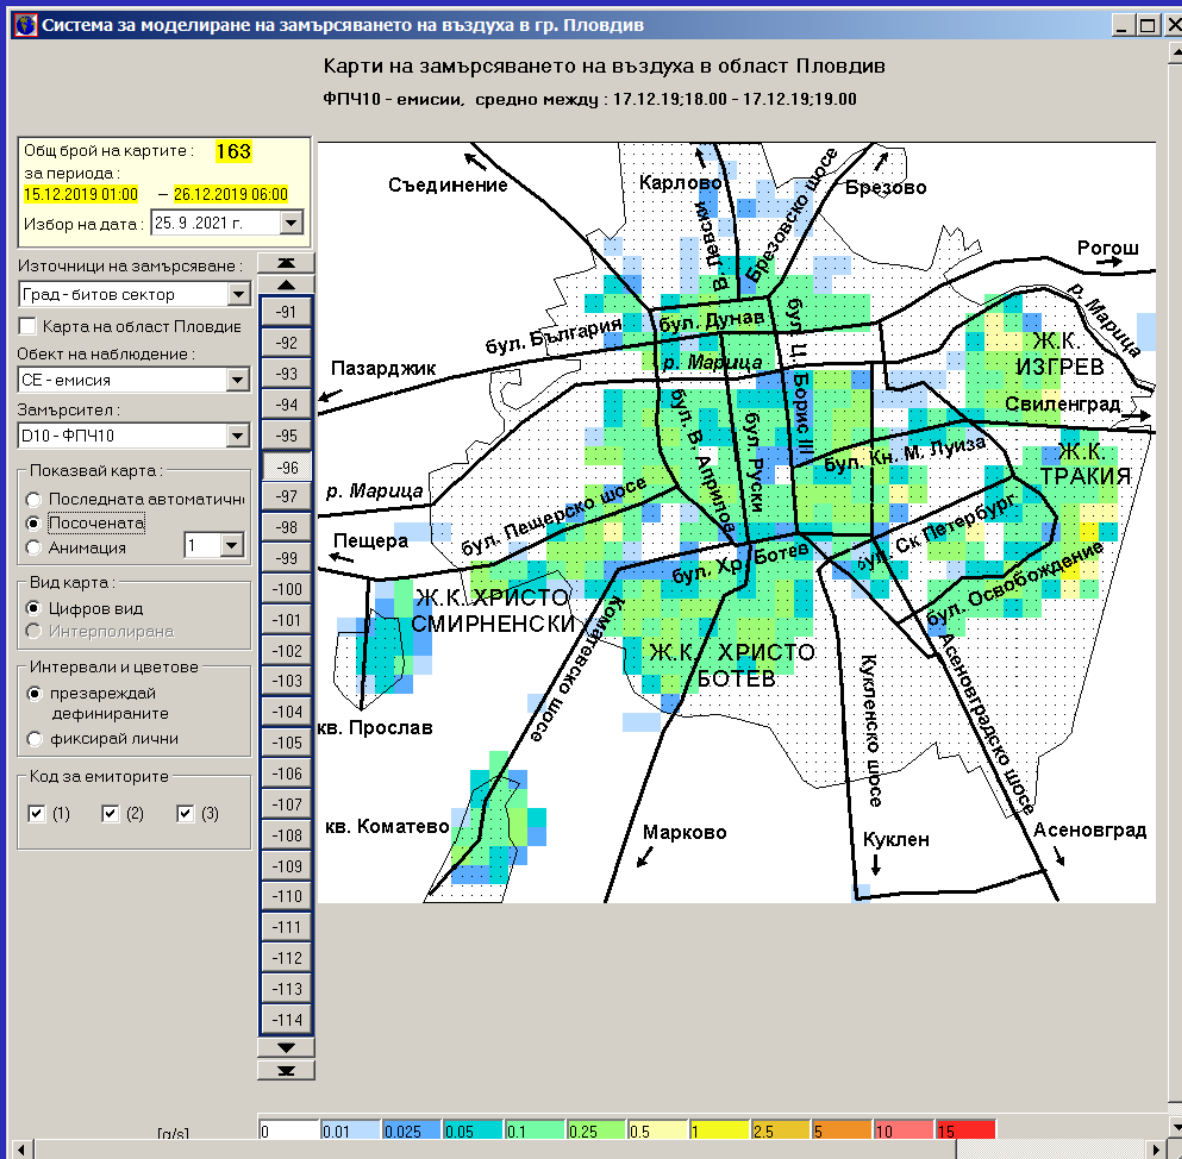 Система за моделиране на замърсяването на въздуха в гр. Пловдив
Карти на замърсяването на въздуха в област Пловдив
ФПЧ10 - емисии, средно между : 17.12.19;18.00 - 17.12.19;19.00
Общ брой на картите : 163
за периода :
15.12.2019 01:00 – 26.12.2019 06:00
Избор на дата : 25. 9 .2021 г.
Източници на замърсяване :
Град - битов сектор
Карта на област Пловдив
Обект на наблюдение :
СЕ - емисия
Замърсител :
D10 - ФПЧ10
Показвай карта :
Последната автоматичн
Посочената
Анимация 1
Вид карта :
Цифров вид
Интерполирана
Интервали и цветове
презареждай
дефинираните
фиксирай лични
Код за емиторите
(1) (2) (3)
-91
-92
-93
-94
-95
-96
-97
-98
-99
-100
-101
-102
-103
-104
-105
-106
-107
-108
-109
-110
-111
-112
-113
-114
Съединение
Карлово
Брезово
В. Левски
Брезовско шосе
Рогош
р. Марица
бул. България
бул. Дунав
бул. Ц. Борис III
Ж.К.
ИЗГРЕВ
Пазарджик
р. Марица
Свиленград
бул. В. Априлов
бул. Руски
бул. Кн. М. Луиза
Ж.К.
ТРАКИЯ
р. Марица
бул. Пещерско шосе
бул. Ск Петербург
Пещера
бул. Хр. Ботев
бул. Освобождение
Ж.К. ХРИСТО
СМИРНЕНСКИ
Коматевско шосе
Ж.К. ХРИСТО
БОТЕВ
Кукленско шосе
Асеновградско шосе
кв. Прослав
кв. Коматево
Марково
Куклен
Асеновград
[g/s] 0 0.01 0.025 0.05 0.1 0.25 0.5 1 2.5 5 10 15